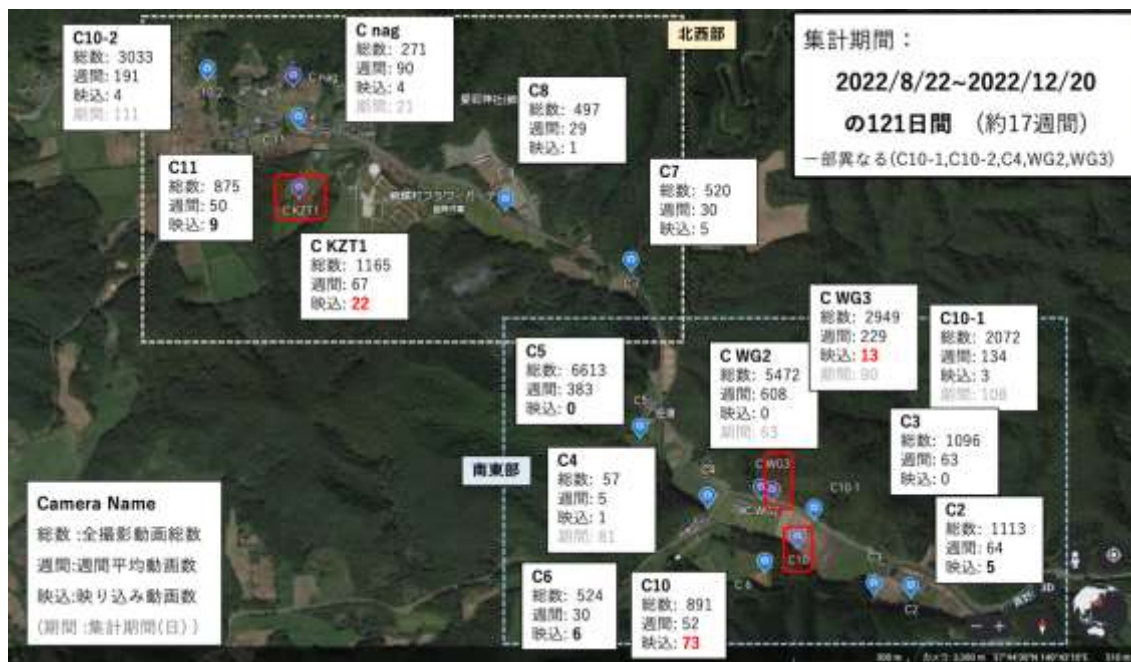 C10-2
総数: 3033
週間: 191
映込: 4
期間: 111
C nag
総数: 271
週間: 90
映込: 4
期間: 21
北西部
集計期間：
2022/8/22~2022/12/20
の121日間 （約17週間）
一部異なる(C10-1,C10-2,C4,WG2,WG3)
C nag
C8
総数: 497
週間: 29
映込: 1
C11
総数: 875
週間: 50
映込: 9
C KZT1
C7
総数: 520
週間: 30
映込: 5
C KZT1
総数: 1165
週間: 67
映込: 22
C WG3
総数: 2949
週間: 229
映込: 13
期間: 90
C10-1
総数: 2072
週間: 134
映込: 3
期間: 108
C5
総数: 6613
週間: 383
映込: 0
C WG2
総数: 5472
週間: 608
映込: 0
期間: 63
C5
C3
総数: 1096
週間: 63
映込: 0
南東部
C4
総数: 57
週間: 5
映込: 1
期間: 81
C WG3
C10-1
C2
総数: 1113
週間: 64
映込: 5
Camera Name
総数 :全撮影動画総数
週間:週間平均動画数
映込:映り込み動画数
(期間 :集計期間(日) )
C6
総数: 524
週間: 30
映込: 6
C10
総数: 891
週間: 52
映込: 73
C 6
C10
C2
3D